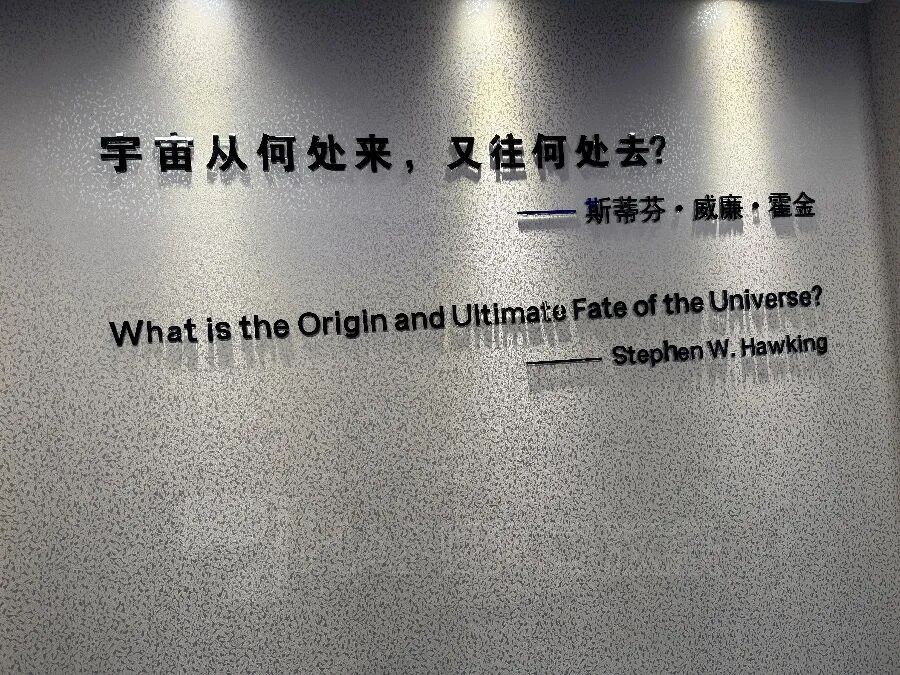 宇宙从何处来，又往何处去?
—— 斯蒂芬·威廉·霍金
What is the Origin and Ultimate Fate of the Universe?
—— Stephen W. Hawking